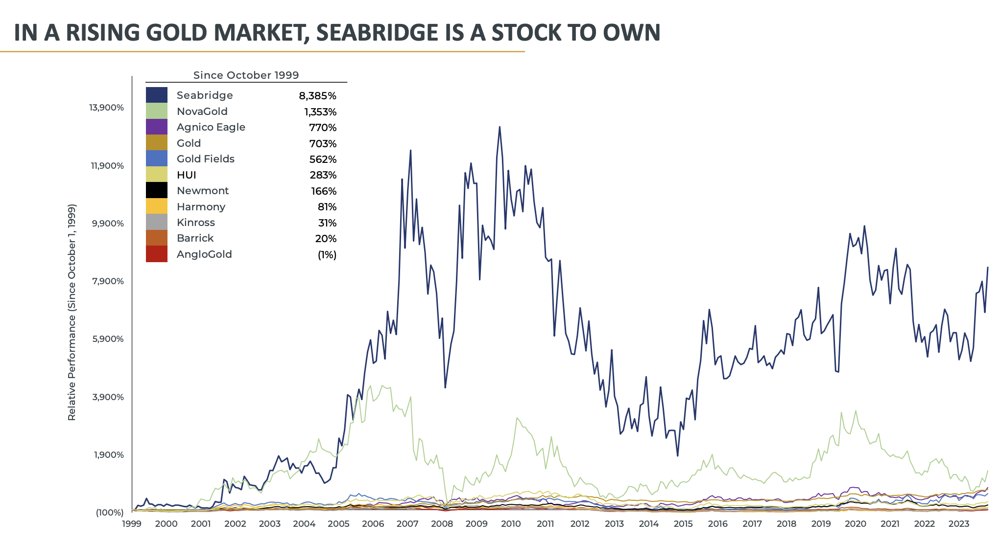 IN A RISING GOLD MARKET, SEABRIDGE IS A STOCK TO OWN
Since October 1999
Seabridge 8,385%
NovaGold 1,353%
Agnico Eagle 770%
Gold 703%
Gold Fields 562%
HUI 283%
Newmont 166%
Harmony 81%
Kinross 31%
Barrick 20%
AngloGold (1%)
Relative Performance (Since October 1, 1999)
13,900%
11,900%
9,900%
7,900%
5,900%
3,900%
1,900%
(100%)
1999 2000 2001 2002 2003 2004 2005 2006 2007 2008 2009 2010 2011 2012 2013 2014 2015 2016 2017 2018 2019 2020 2021 2022 2023